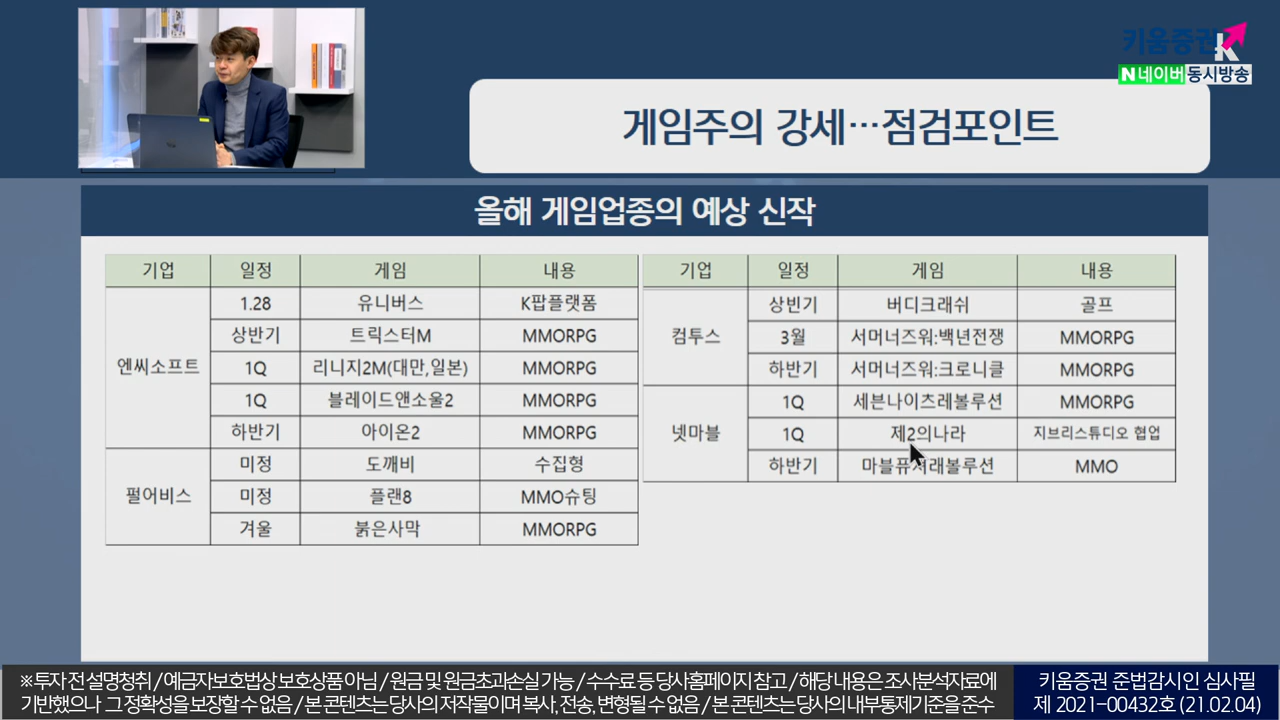 키움증권
N 네이버 동시방송
게임주의 강세…점검포인트
올해 게임업종의 예상 신작
기업 일정 게임 내용
엔씨소프트
1.28 유니버스 K팝플랫폼
상반기 트릭스터M MMORPG
1Q 리니지2M(대만,일본) MMORPG
1Q 블레이드앤소울2 MMORPG
하반기 아이온2 MMORPG
펄어비스
미정 도깨비 수집형
미정 플랜8 MMO슈팅
겨울 붉은사막 MMORPG
기업 일정 게임 내용
컴투스
상빈기 버디크래쉬 골프
3월 서머너즈워:백년전쟁 MMORPG
하반기 서머너즈워:크로니클 MMORPG
넷마블
1Q 세븐나이츠레볼루션 MMORPG
1Q 제2의나라 지브리스튜디오 협업
하반기 마블퓨처래볼루션 MMO
※투자 전 설명청취 / 예금자보호법상 보호상품 아님 / 원금 및 원금초과손실 가능 / 수수료 등 당사홈페이지 참고 / 해당 내용은 조사분석자료에
기반했으나 그 정확성을 보장할 수 없음 / 본 콘텐츠는 당사의 저작물이며 복사, 전송, 변형될 수 없음 / 본 콘텐츠는 당사의 내부통제기준을 준수
키움증권 준법감시인 심사필
제 2021-00432호 (21.02.04)